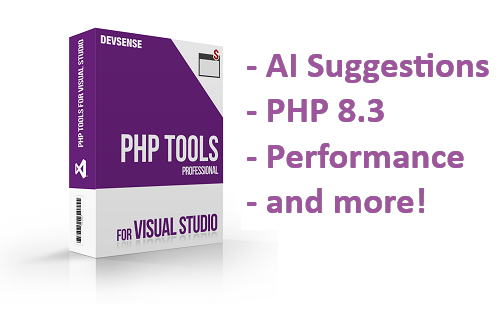 DEVSENSE
S
PHP TOOLS FOR VISUAL STUDIO
PHP TOOLS
PROFESSIONAL
FOR VISUAL STUDIO
- AI Suggestions
- PHP 8.3
- Performance
- and more!